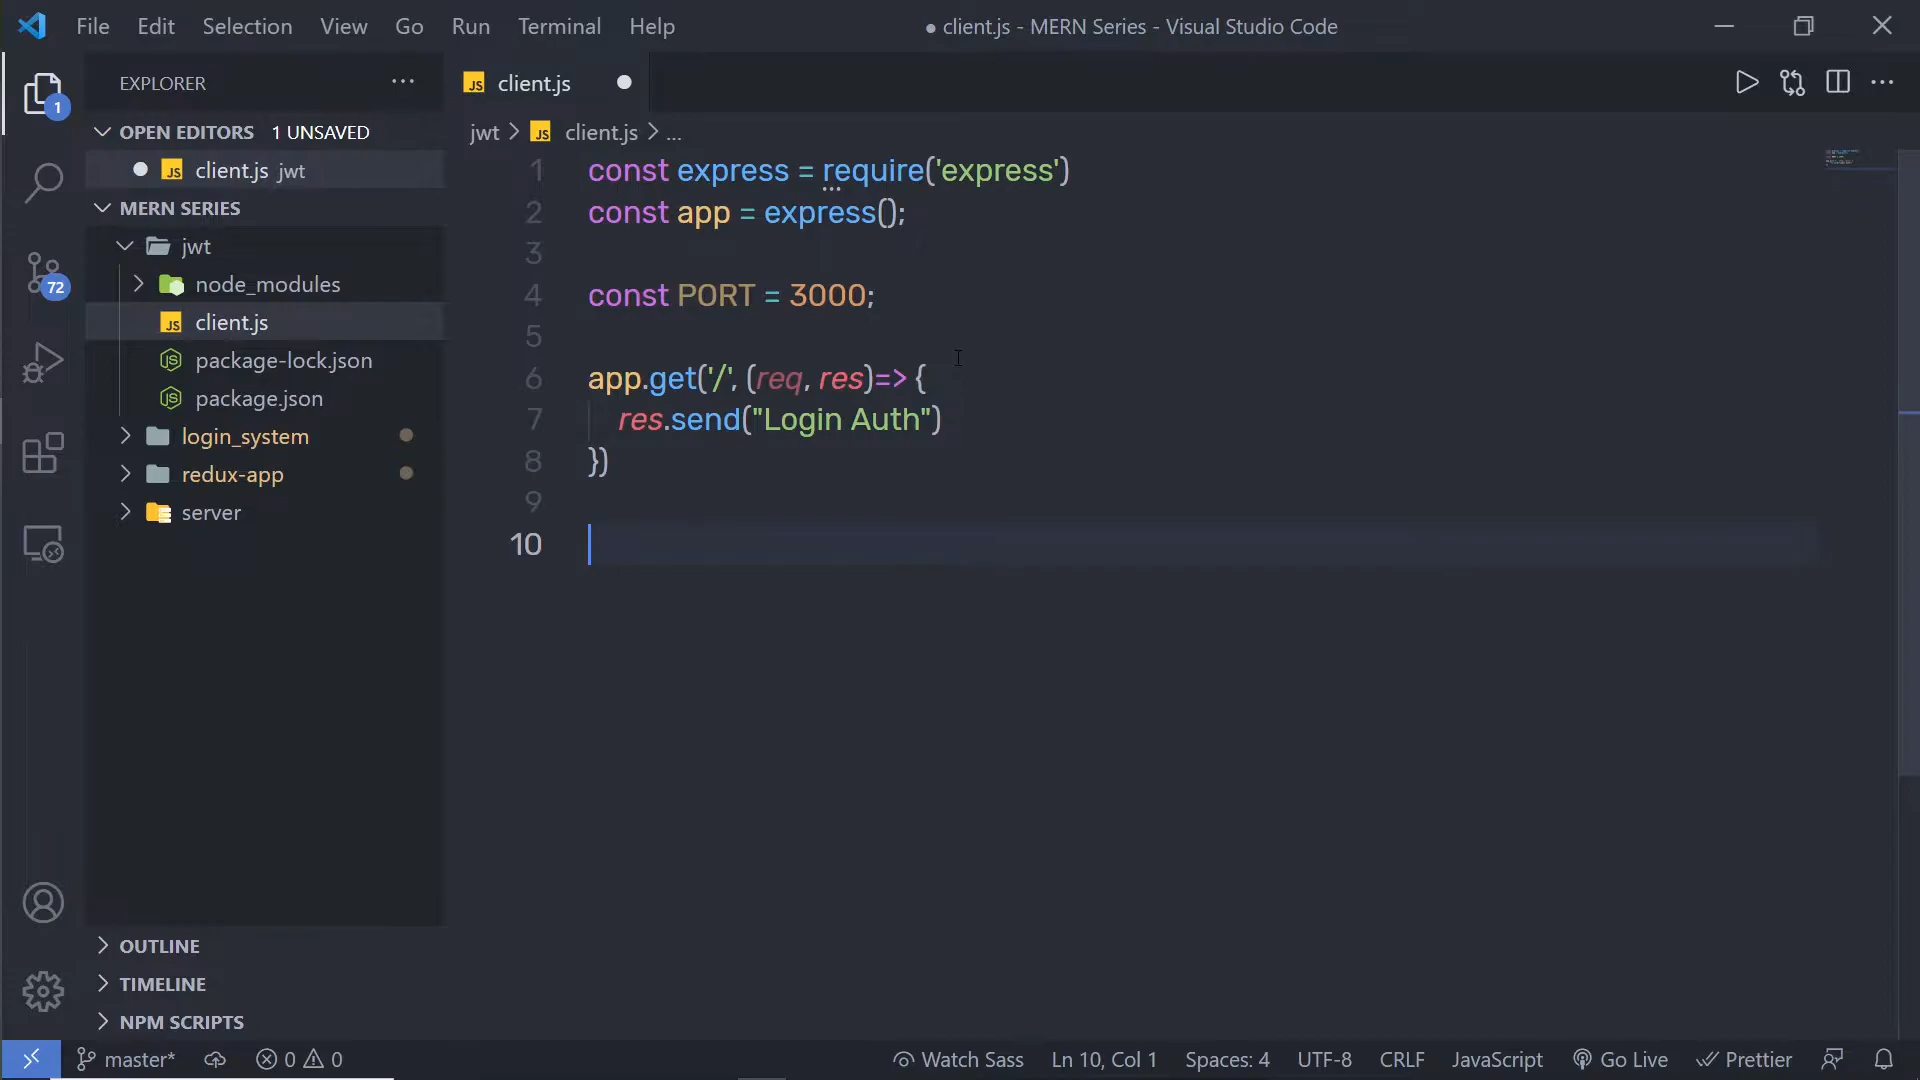 File Edit Selection View Go Run Terminal Help
● client.js - MERN Series - Visual Studio Code
EXPLORER
1
OPEN EDITORS 1 UNSAVED
client.js jwt
MERN SERIES
jwt
72
node_modules
client.js
package-lock.json
package.json
login_system
redux-app
server
OUTLINE
TIMELINE
NPM SCRIPTS
client.js
jwt > client.js > ...
1 const express = require('express')
2 const app = express();
3
4 const PORT = 3000;
5
6 app.get('/', (req, res)=> {
7 res.send("Login Auth")
8 })
9
10
master* 0 0 Watch Sass Ln 10, Col 1 Spaces: 4 UTF-8 CRLF JavaScript Go Live Prettier